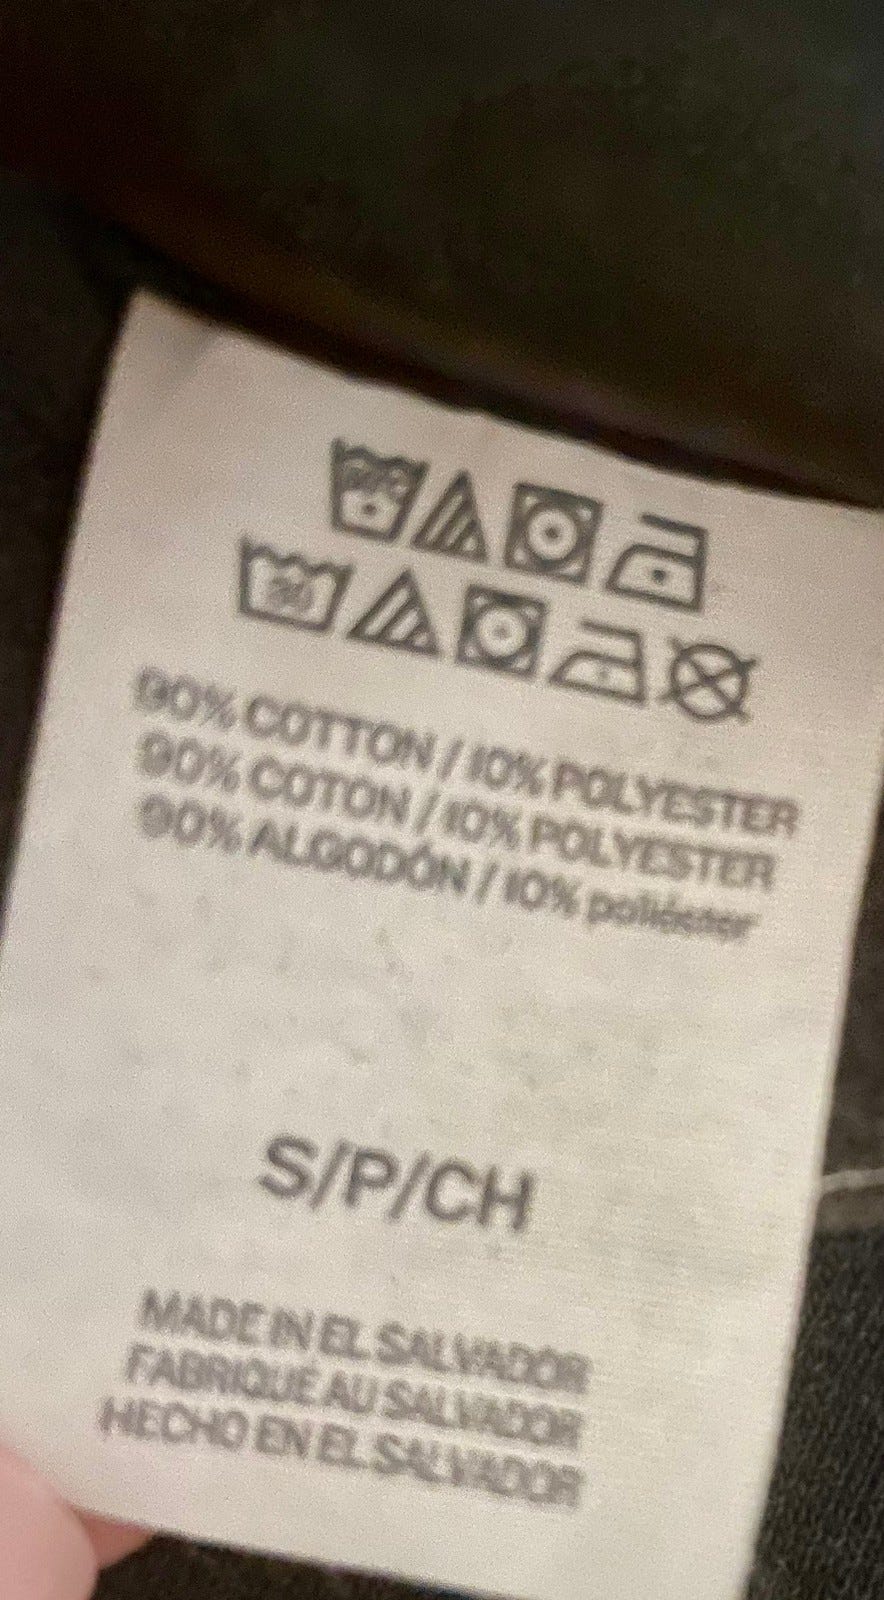 30
90% COTTON / 10% POLYESTER
90% COTON / 10% POLYESTER
90% ALGODÓN / 10% poliéster
S/P/CH
MADE IN EL SALVADOR
FABRIQUÉ AU SALVADOR
HECHO EN EL SALVADOR